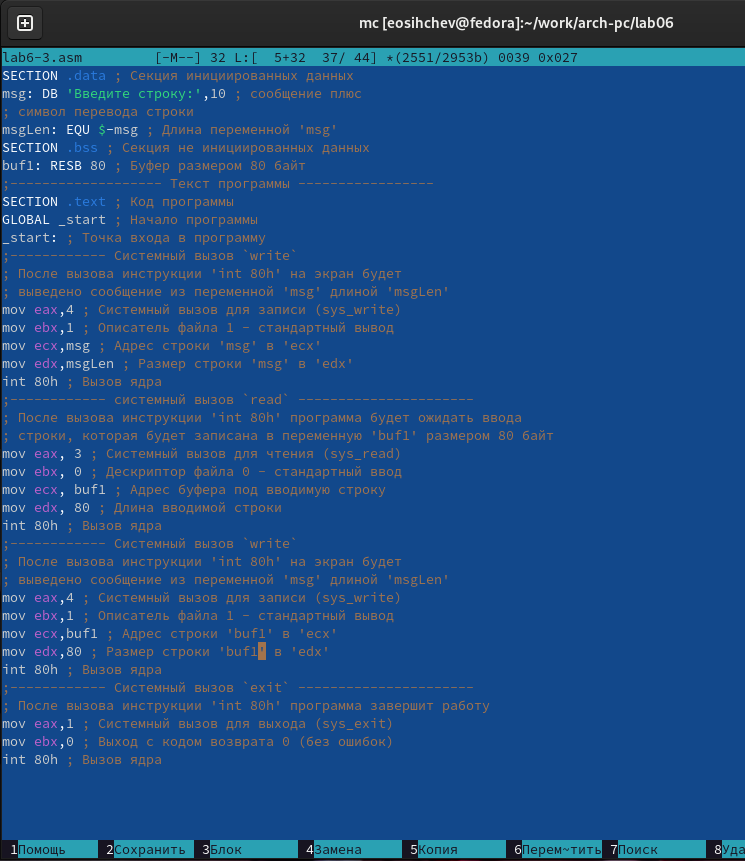 mc [eosihchev@fedora]:~/work/arch-pc/lab06
lab6-3.asm [-M--] 32 L:[ 5+32 37/ 44] *(2551/2953b) 0039 0x027
SECTION .data ; Секция инициированных данных
msg: DB 'Введите строку:',10 ; сообщение плюс
; символ перевода строки
msgLen: EQU $-msg ; Длина переменной 'msg'
SECTION .bss ; Секция не инициированных данных
buf1: RESB 80 ; Буфер размером 80 байт
;------------------- Текст программы -----------------
SECTION .text ; Код программы
GLOBAL _start ; Начало программы
_start: ; Точка входа в программу
;------------ Cистемный вызов `write`
; После вызова инструкции 'int 80h' на экран будет
; выведено сообщение из переменной 'msg' длиной 'msgLen'
mov eax,4 ; Системный вызов для записи (sys_write)
mov ebx,1 ; Описатель файла 1 - стандартный вывод
mov ecx,msg ; Адрес строки 'msg' в 'ecx'
mov edx,msgLen ; Размер строки 'msg' в 'edx'
int 80h ; Вызов ядра
;------------ системный вызов `read` ----------------------
; После вызова инструкции 'int 80h' программа будет ожидать ввода
; строки, которая будет записана в переменную 'buf1' размером 80 байт
mov eax, 3 ; Системный вызов для чтения (sys_read)
mov ebx, 0 ; Дескриптор файла 0 - стандартный ввод
mov ecx, buf1 ; Адрес буфера под вводимую строку
mov edx, 80 ; Длина вводимой строки
int 80h ; Вызов ядра
;------------ Cистемный вызов `write`
; После вызова инструкции 'int 80h' на экран будет
; выведено сообщение из переменной 'msg' длиной 'msgLen'
mov eax,4 ; Системный вызов для записи (sys_write)
mov ebx,1 ; Описатель файла 1 - стандартный вывод
mov ecx,buf1 ; Адрес строки 'buf1' в 'ecx'
mov edx,80 ; Размер строки 'buf1' в 'edx'
int 80h ; Вызов ядра
;------------ Системный вызов `exit` ----------------------
; После вызова инструкции 'int 80h' программа завершит работу
mov eax,1 ; Системный вызов для выхода (sys_exit)
mov ebx,0 ; Выход с кодом возврата 0 (без ошибок)
int 80h ; Вызов ядра
1Помощь 2Сохранить 3Блок 4Замена 5Копия 6Перем~тить 7Поиск 8Уда